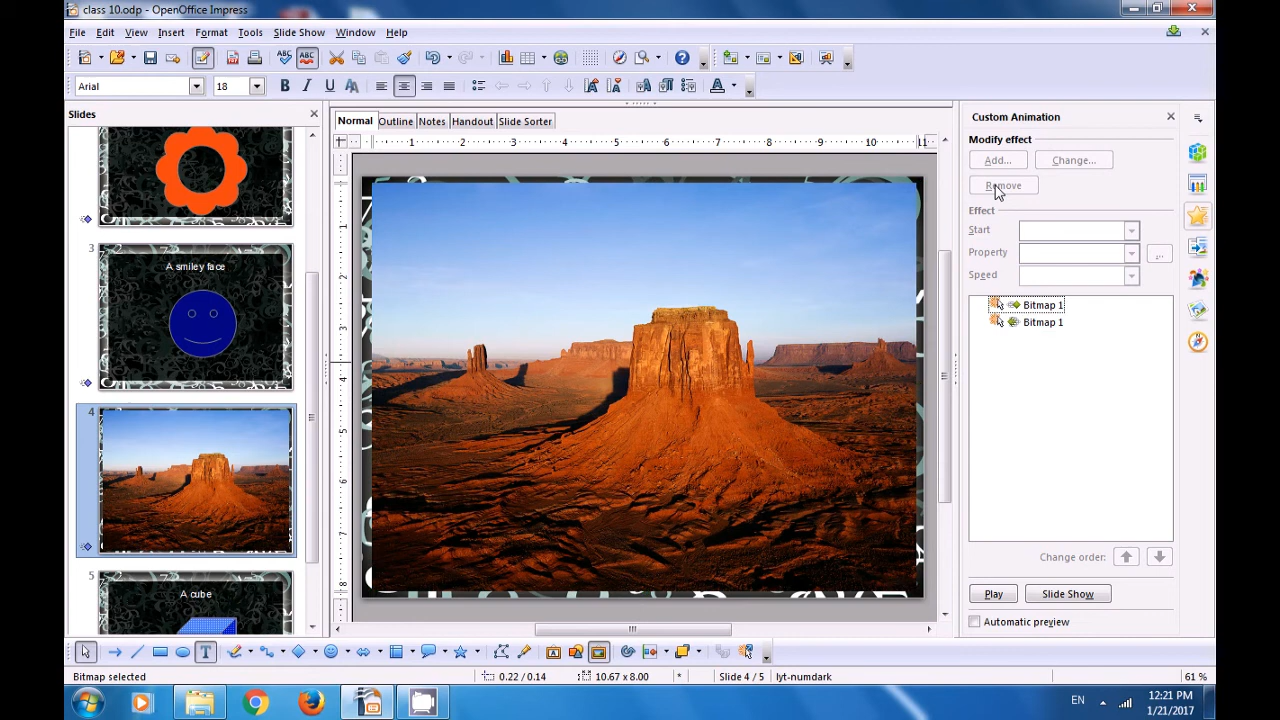 class 10.odp - OpenOffice Impress
File Edit View Insert Format Tools Slide Show Window Help
Arial 18
Slides
Normal Outline Notes Handout Slide Sorter
Custom Animation
Modify effect
Add... Change...
Remove
Effect
Start
Property ...
Speed
Bitmap 1
Bitmap 1
3
A smiley face
4
5
A cube
Change order:
Play Slide Show
Automatic preview
Bitmap selected 0.22 / 0.14 10.67 x 8.00 * Slide 4 / 5 lyt-numdark 61 %
EN 12:21 PM
1/21/2017